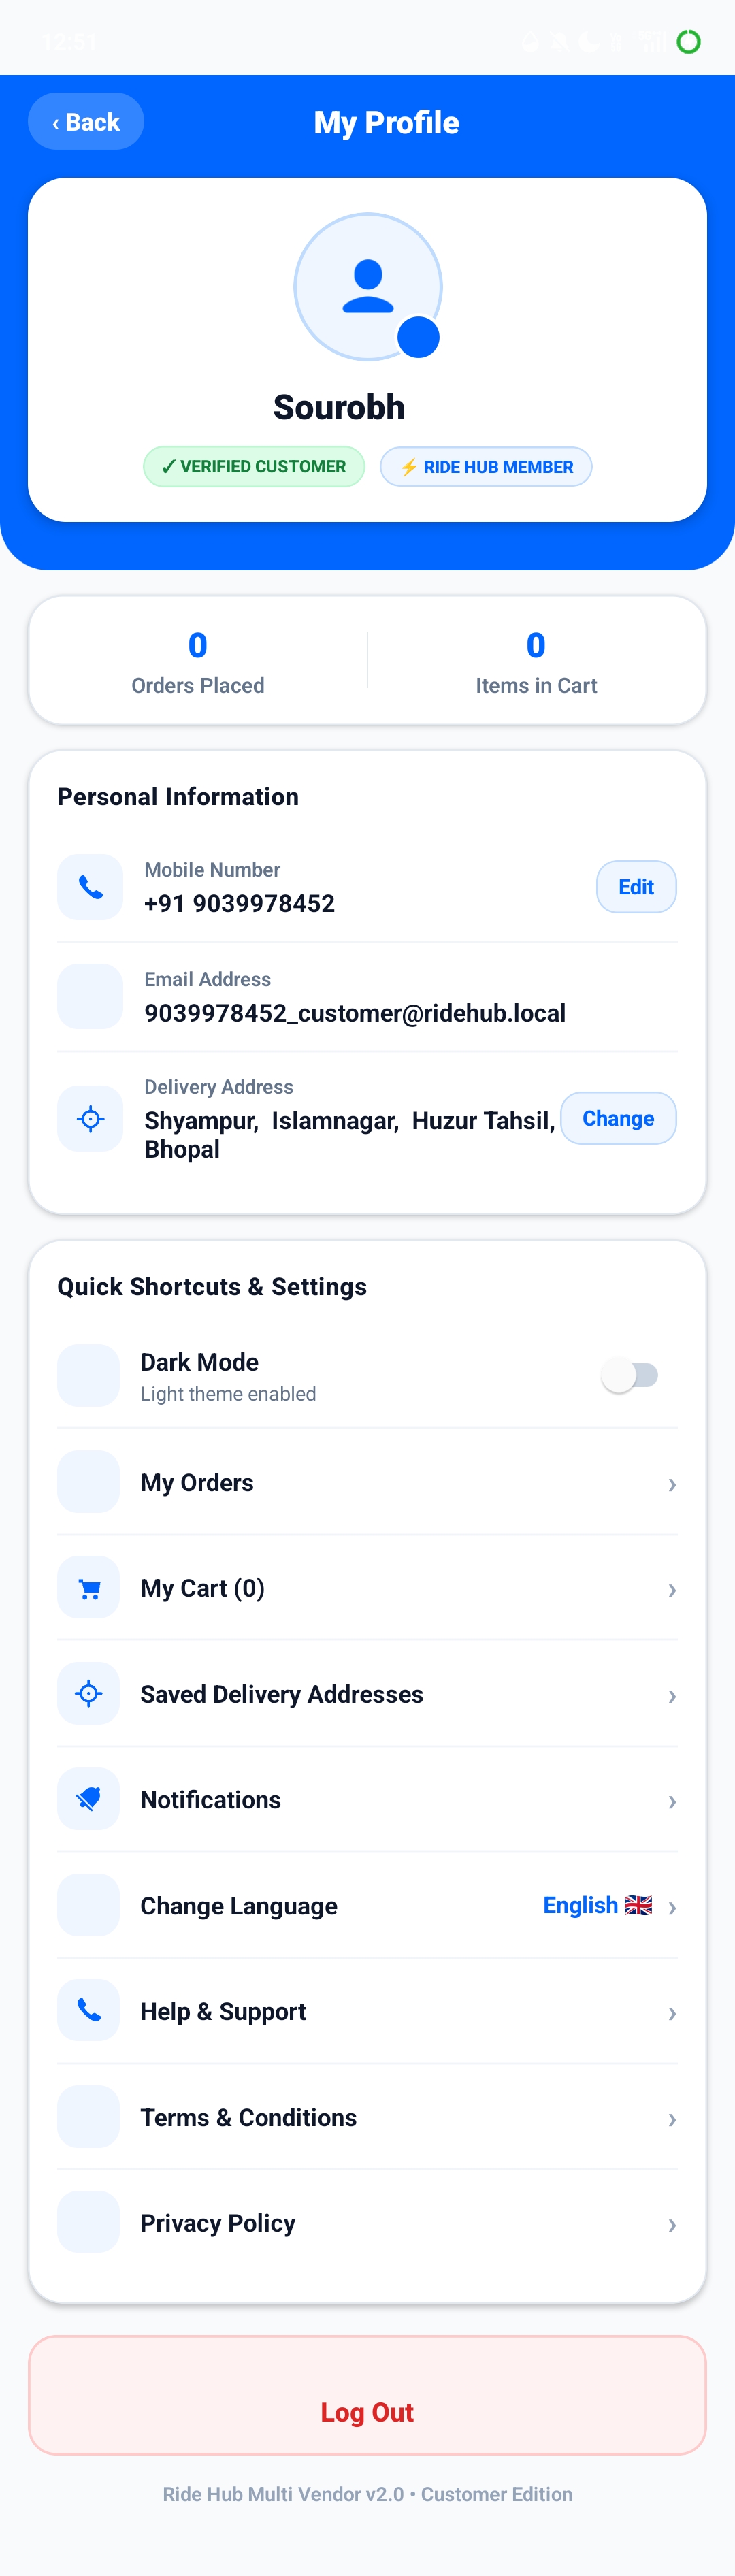 12:51
‹ Back
My Profile
Sourobh
✓ VERIFIED CUSTOMER
⚡ RIDE HUB MEMBER
0
Orders Placed
0
Items in Cart
Personal Information
Mobile Number
+91 9039978452
Edit
Email Address
9039978452_customer@ridehub.local
Delivery Address
Shyampur, Islamnagar, Huzur Tahsil,
Bhopal
Change
Quick Shortcuts & Settings
Dark Mode
Light theme enabled
My Orders ›
My Cart (0) ›
Saved Delivery Addresses ›
Notifications ›
Change Language English 🇬🇧 ›
Help & Support ›
Terms & Conditions ›
Privacy Policy ›
Log Out
Ride Hub Multi Vendor v2.0 • Customer Edition